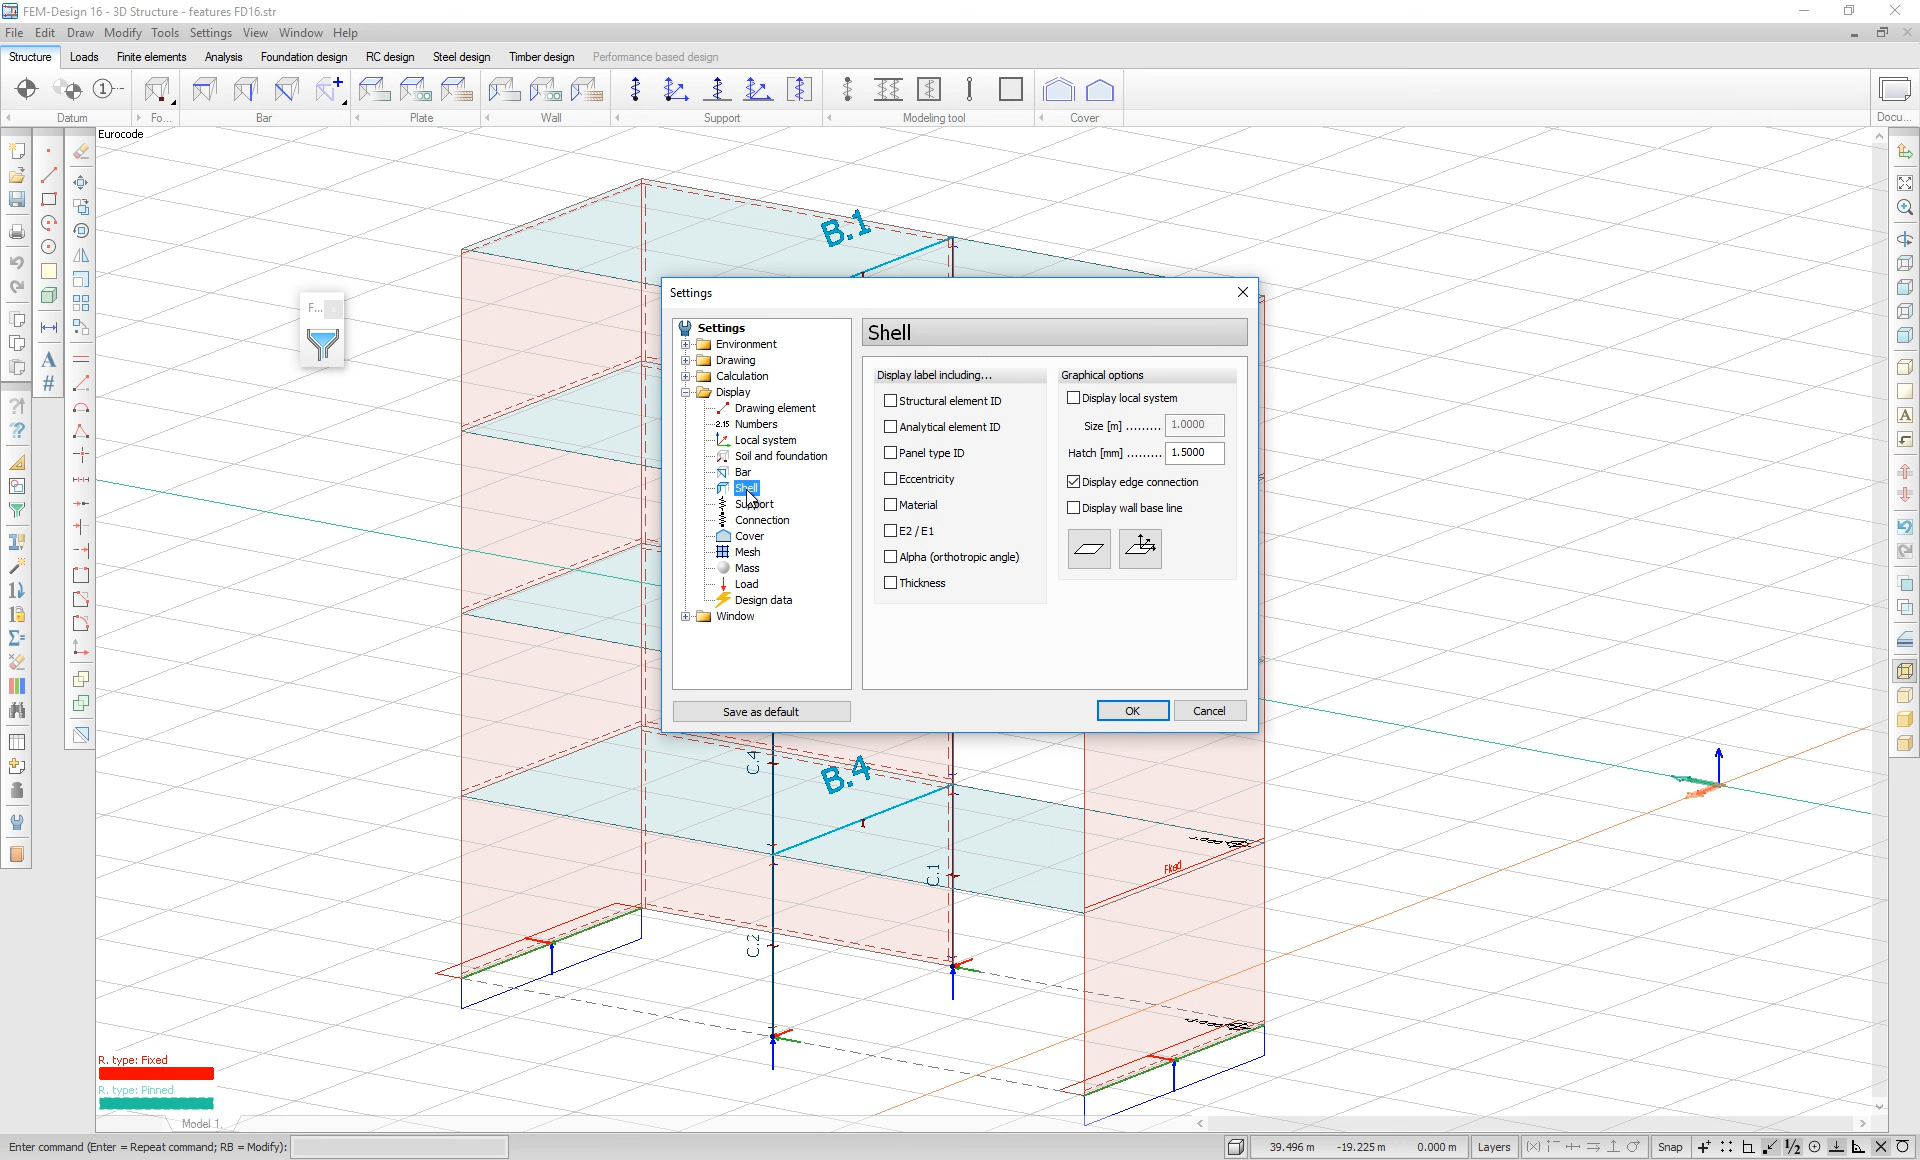 FEM-Design 16 - 3D Structure - features FD16.str
File Edit Draw Modify Tools Settings View Window Help
Structure Loads Finite elements Analysis Foundation design RC design Steel design Timber design Performance based design
Datum Fo... Bar Plate Wall Support Modeling tool Cover Docu...
Eurocode
B.1
F...
Settings
Settings
Environment
Drawing
Calculation
Display
Drawing element
2.15 Numbers
Local system
Soil and foundation
Bar
Shell
Support
Connection
Cover
Mesh
Mass
Load
Design data
Window
Save as default
Shell
Display label including...
Structural element ID
Analytical element ID
Panel type ID
Eccentricity
Material
E2 / E1
Alpha (orthotropic angle)
Thickness
Graphical options
Display local system
Size [m] ......... 1.0000
Hatch [mm] ......... 1.5000
Display edge connection
Display wall base line
OK Cancel
C.4
B.4
C.1
Fixed
C.2
R. type: Fixed
R. type: Pinned
Model 1
Enter command (Enter = Repeat command; RB = Modify):
39.496 m -19.225 m 0.000 m Layers Snap 1/2